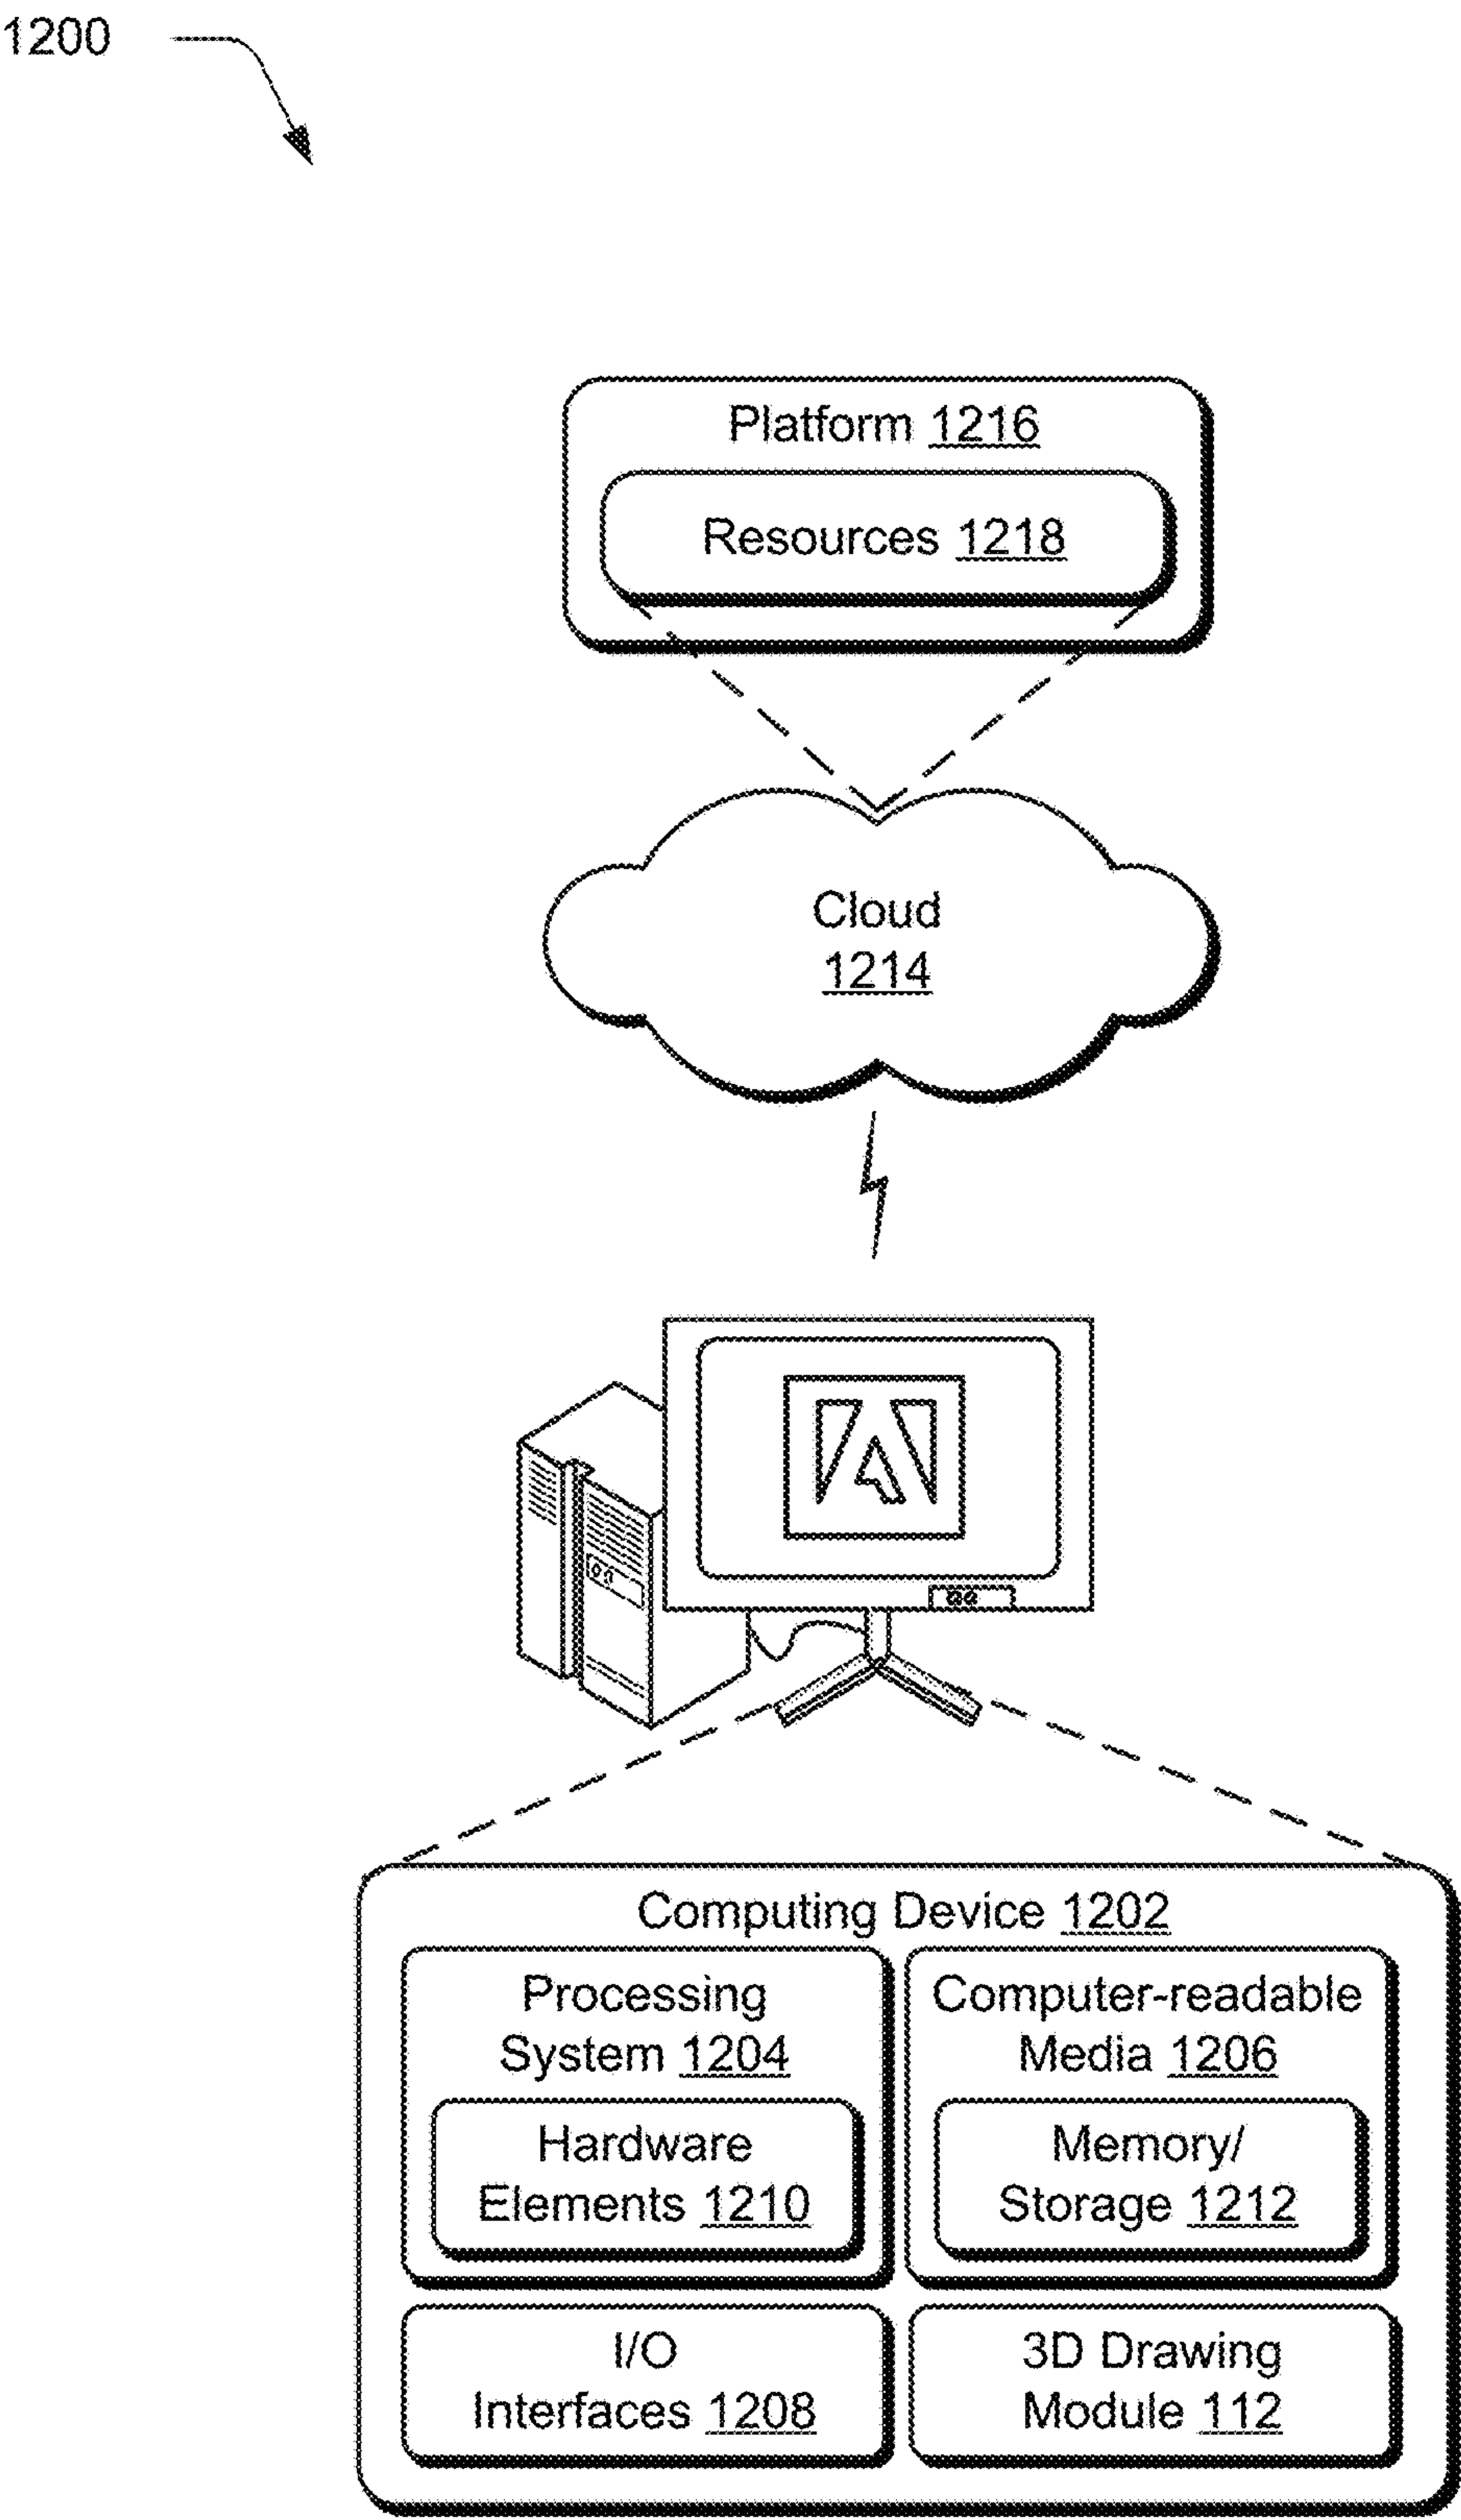 1200
Platform 1216
Resources 1218
Cloud
1214
Computing Device 1202
Processing
System 1204
Hardware
Elements 1210
Computer-readable
Media 1206
Memory/
Storage 1212
I/O
Interfaces 1208
3D Drawing
Module 112